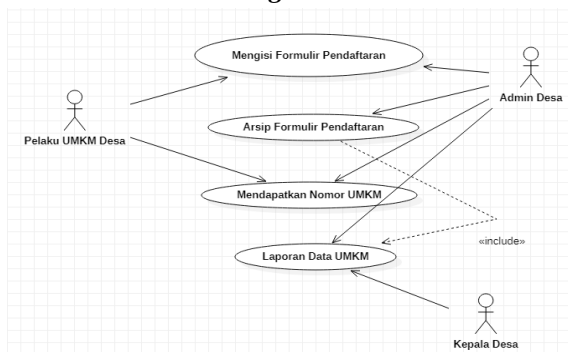 g
Mengisi Formulir Pendaftaran
Admin Desa
Arsip Formulir Pendaftaran
Pelaku UMKM Desa
Mendapatkan Nomor UMKM
«include»
Laporan Data UMKM
Kepala Desa